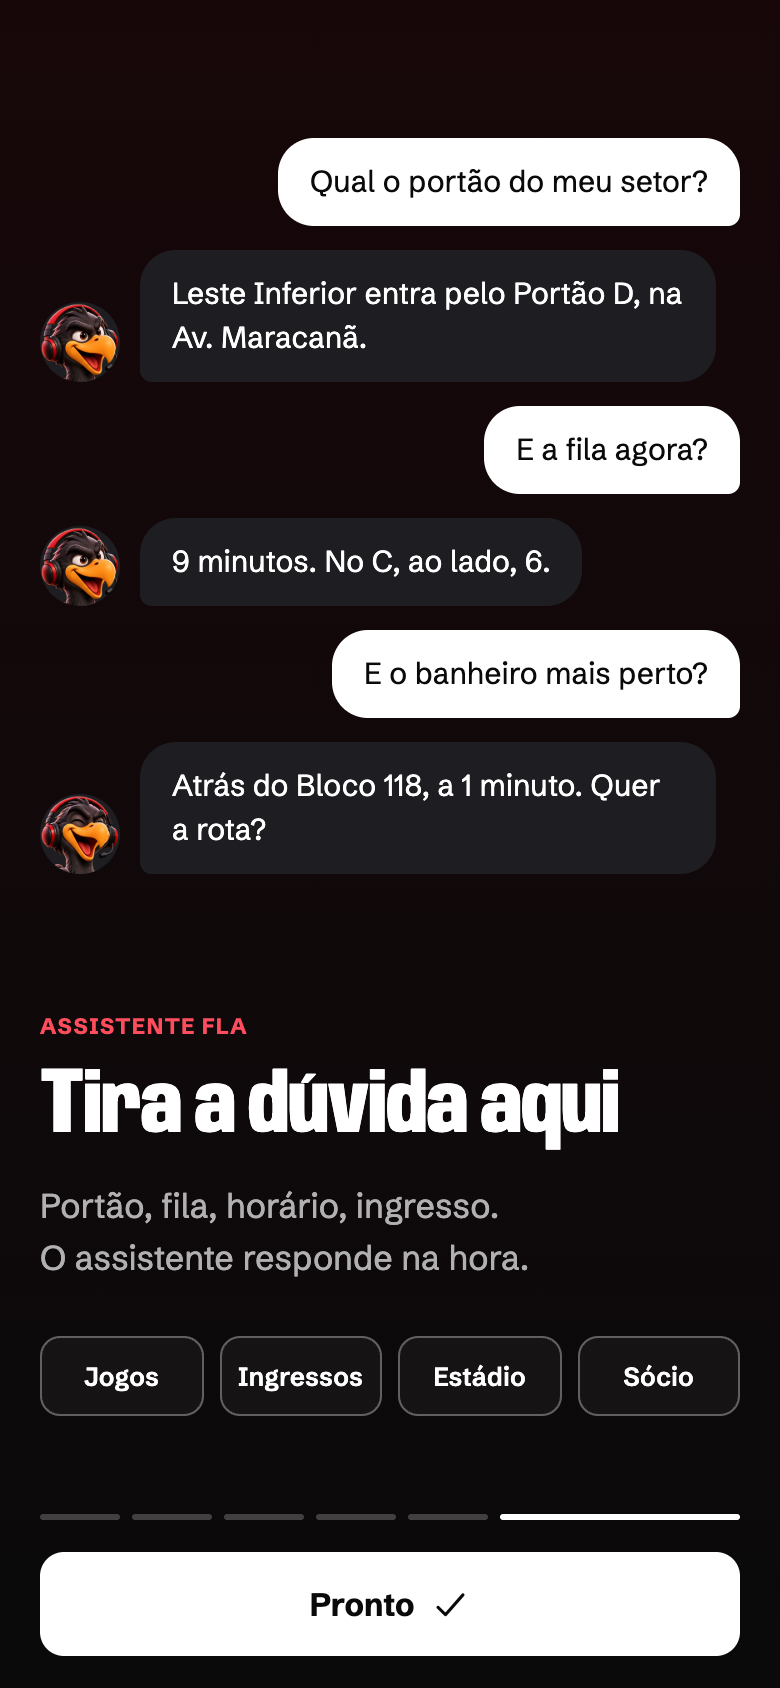 Qual o portão do meu setor?
Leste Inferior entra pelo Portão D, na
Av. Maracanã.
E a fila agora?
9 minutos. No C, ao lado, 6.
E o banheiro mais perto?
Atrás do Bloco 118, a 1 minuto. Quer
a rota?
ASSISTENTE FLA
Tira a dúvida aqui
Portão, fila, horário, ingresso.
O assistente responde na hora.
Jogos
Ingressos
Estádio
Sócio
Pronto